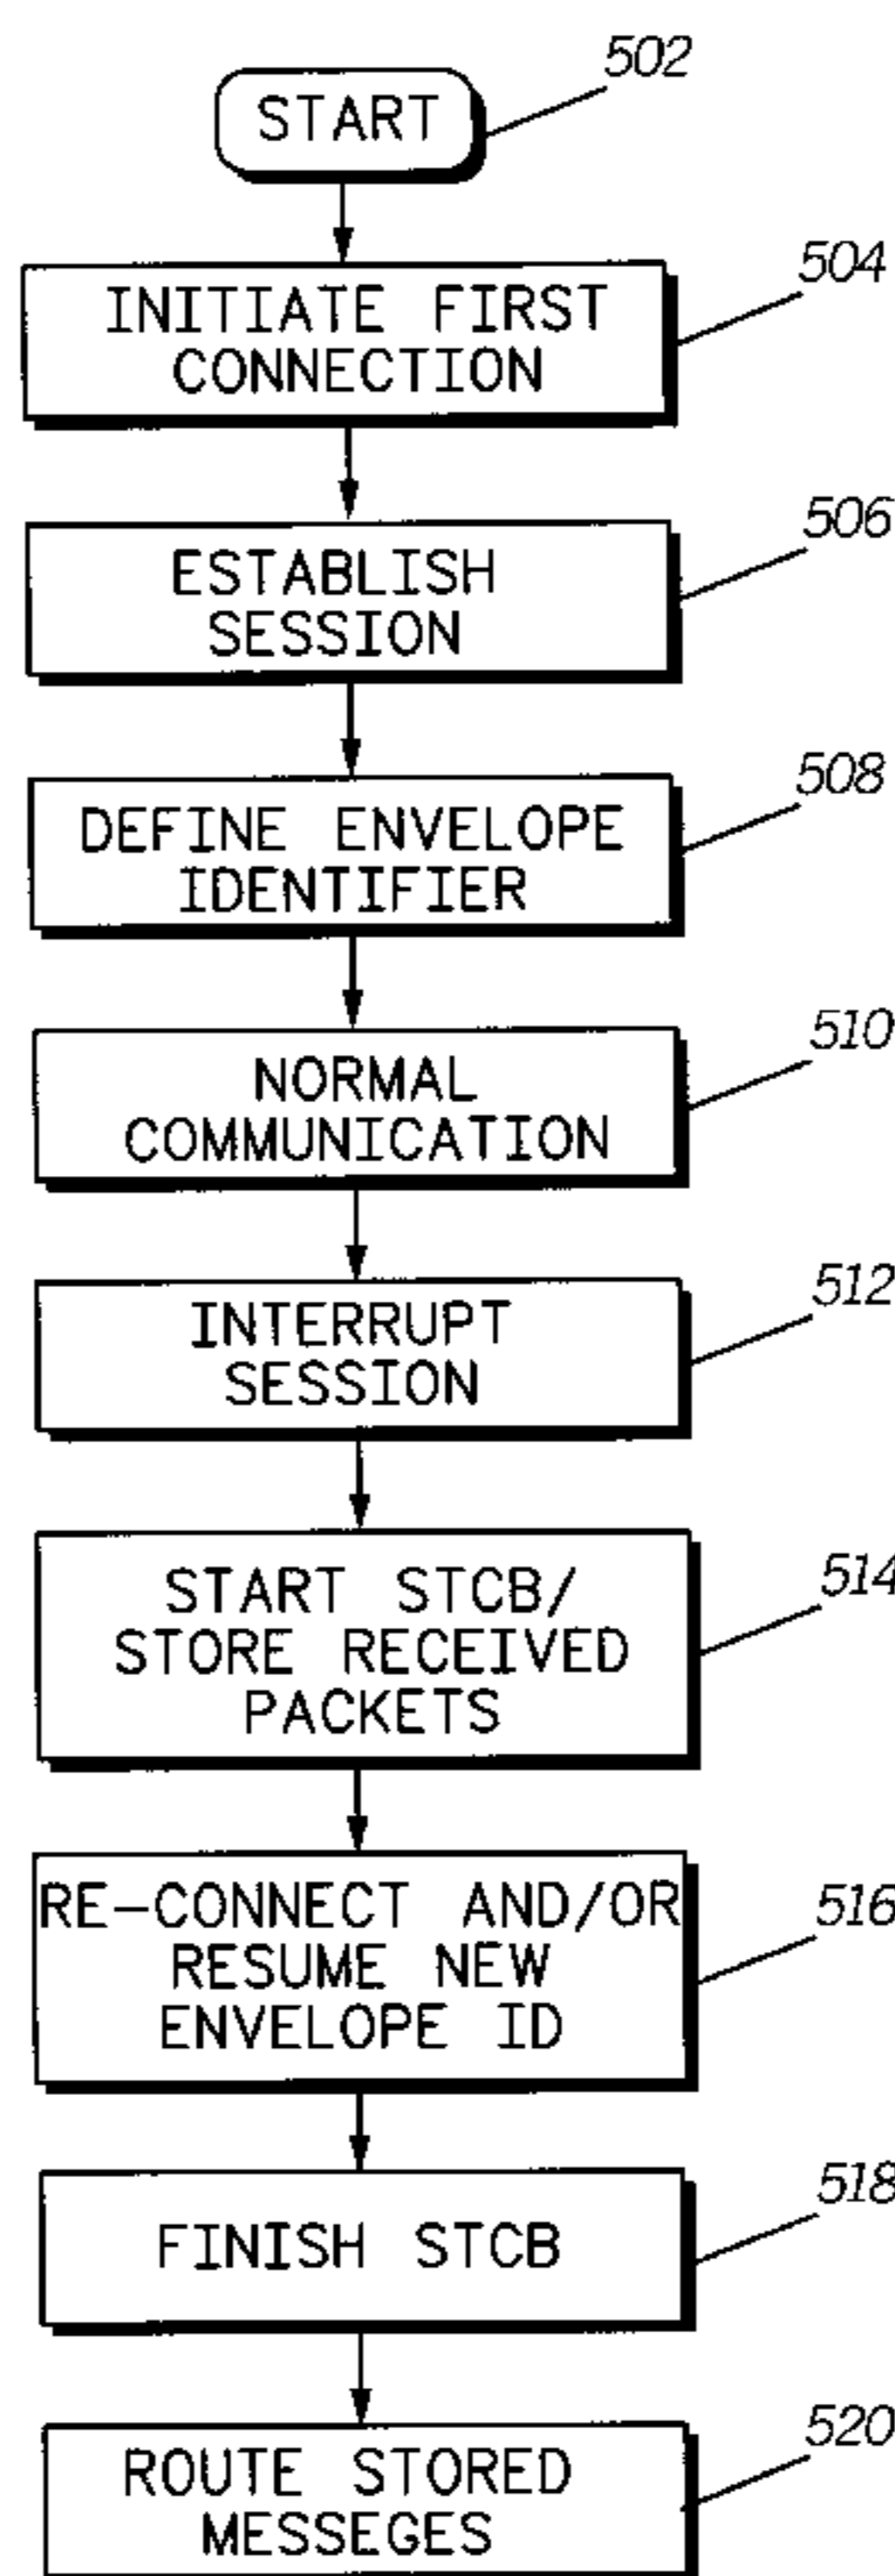 START
502
INITIATE FIRST
CONNECTION
504
ESTABLISH
SESSION
506
DEFINE ENVELOPE
IDENTIFIER
508
NORMAL
COMMUNICATION
510
INTERRUPT
SESSION
512
START STCB/
STORE RECEIVED
PACKETS
514
RE-CONNECT AND/OR
RESUME NEW
ENVELOPE ID
516
FINISH STCB
518
ROUTE STORED
MESSEGES
520